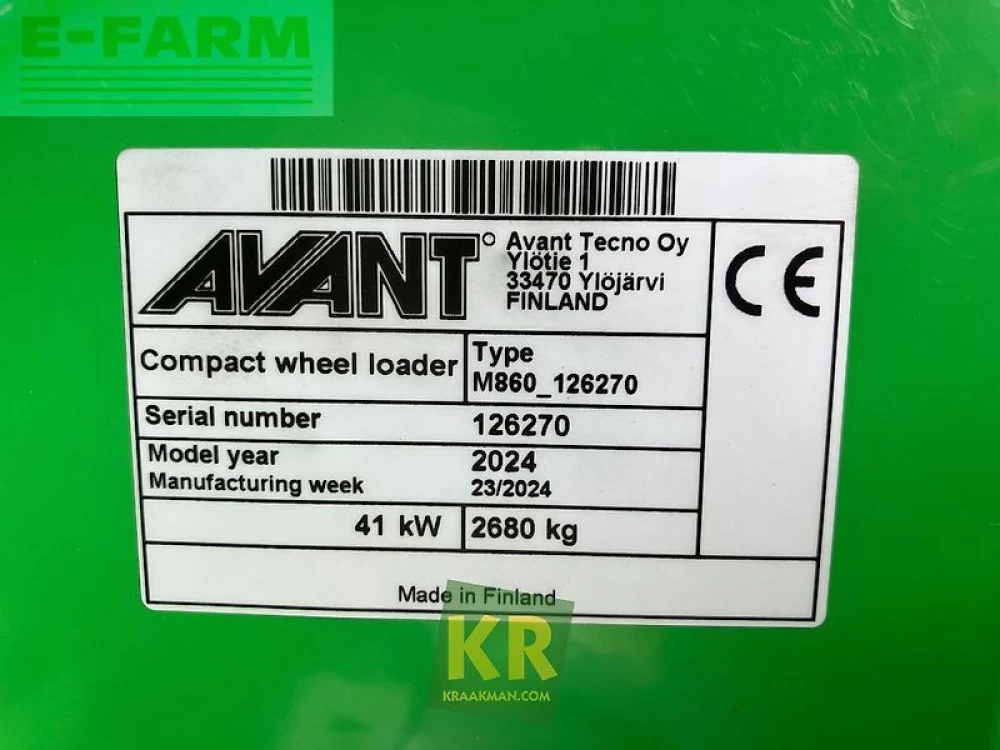 E-FARM
AVANT
Avant Tecno Oy
Ylötie 1
33470 Ylöjärvi
FINLAND
CE
Compact wheel loader
Type
M860_126270
Serial number
126270
Model year
2024
Manufacturing week
23/2024
41 kW
2680 kg
Made in Finland
KR
KRAAKMAN.COM